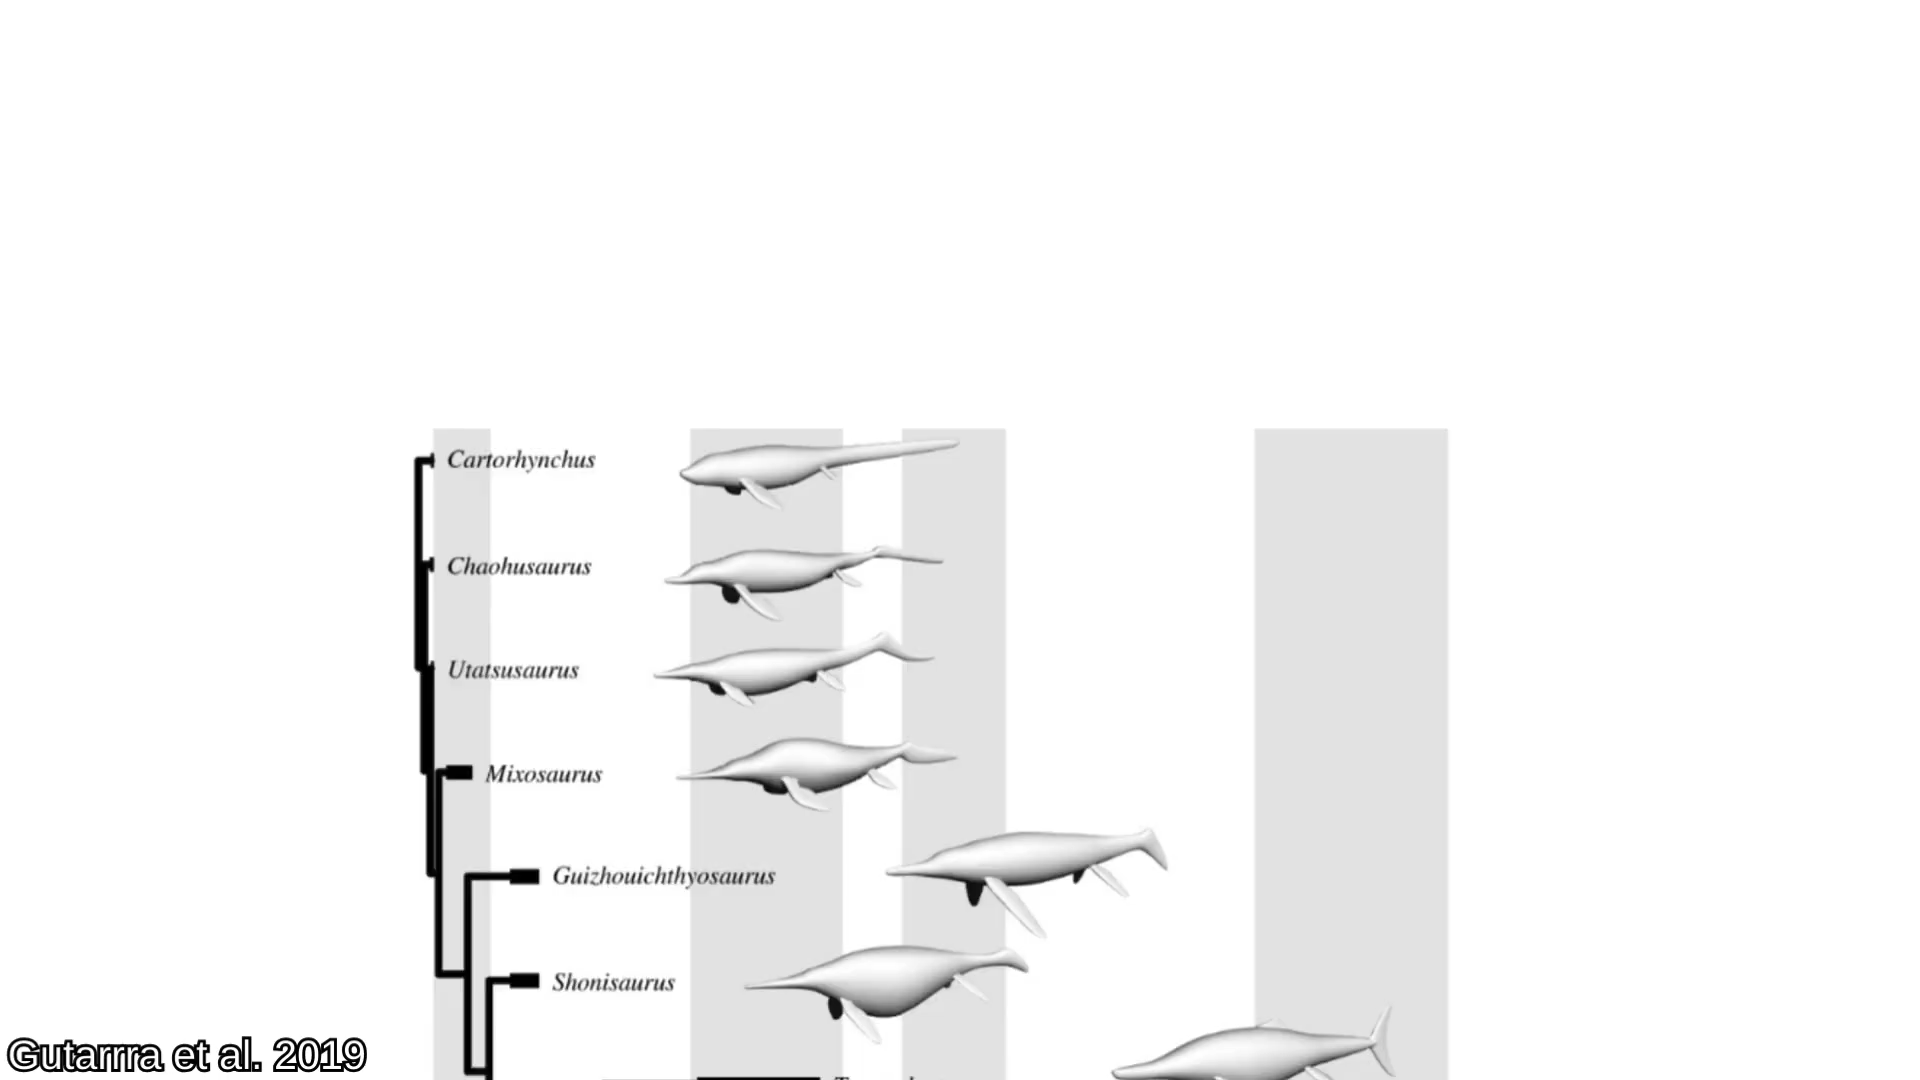 Cartorhynchus
Chaohusaurus
Utatsusaurus
Mixosaurus
Guizhouichthyosaurus
Shonisaurus
Gutarrra et al. 2019